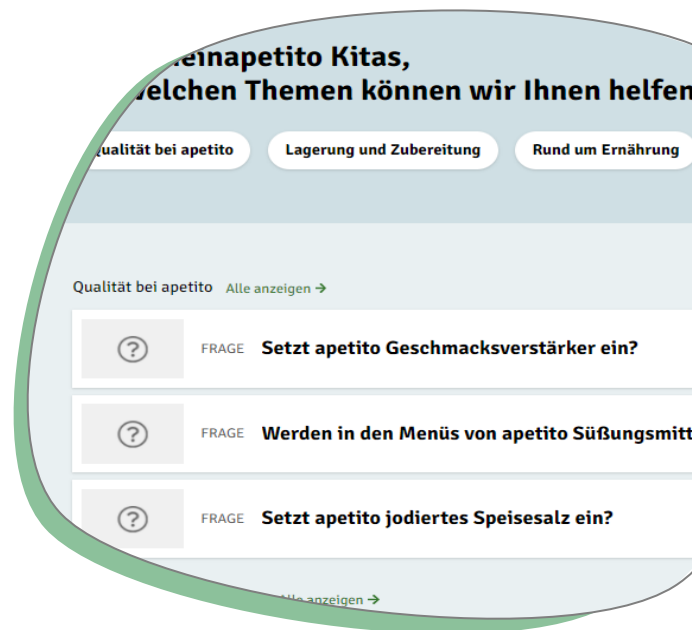 einapetito Kitas,
elchen Themen können wir Ihnen helfen
ualität bei apetito
Lagerung und Zubereitung
Rund um Ernährung
Qualität bei apetito Alle anzeigen →
FRAGE Setzt apetito Geschmacksverstärker ein?
FRAGE Werden in den Menüs von apetito Süßungsmitt
FRAGE Setzt apetito jodiertes Speisesalz ein?
Alle anzeigen →